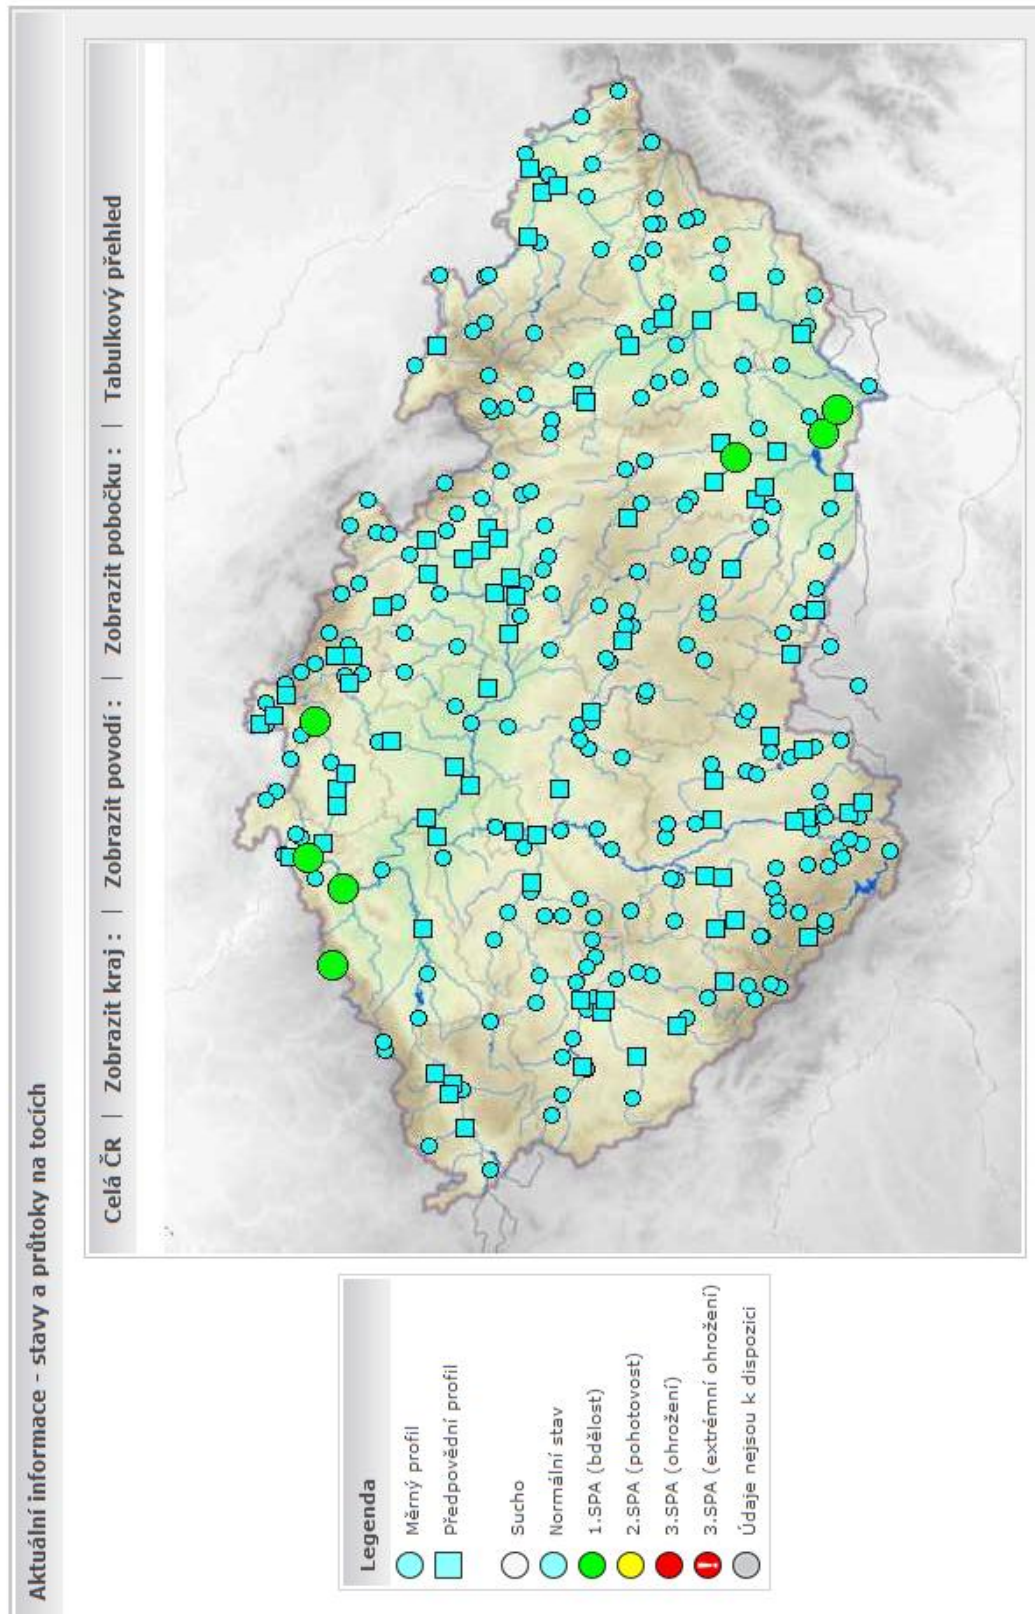 Aktuální informace - stavy a průtoky na tocích
Celá ČR | Zobrazit kraj : | Zobrazit povodí : | Zobrazit pobočku : | Tabulkový přehled
Legenda
Měrný profil
Předpovědní profil
Sucho
Normální stav
1.SPA (bdělost)
2.SPA (pohotovost)
3.SPA (ohrožení)
3.SPA (extrémní ohrožení)
Údaje nejsou k dispozici